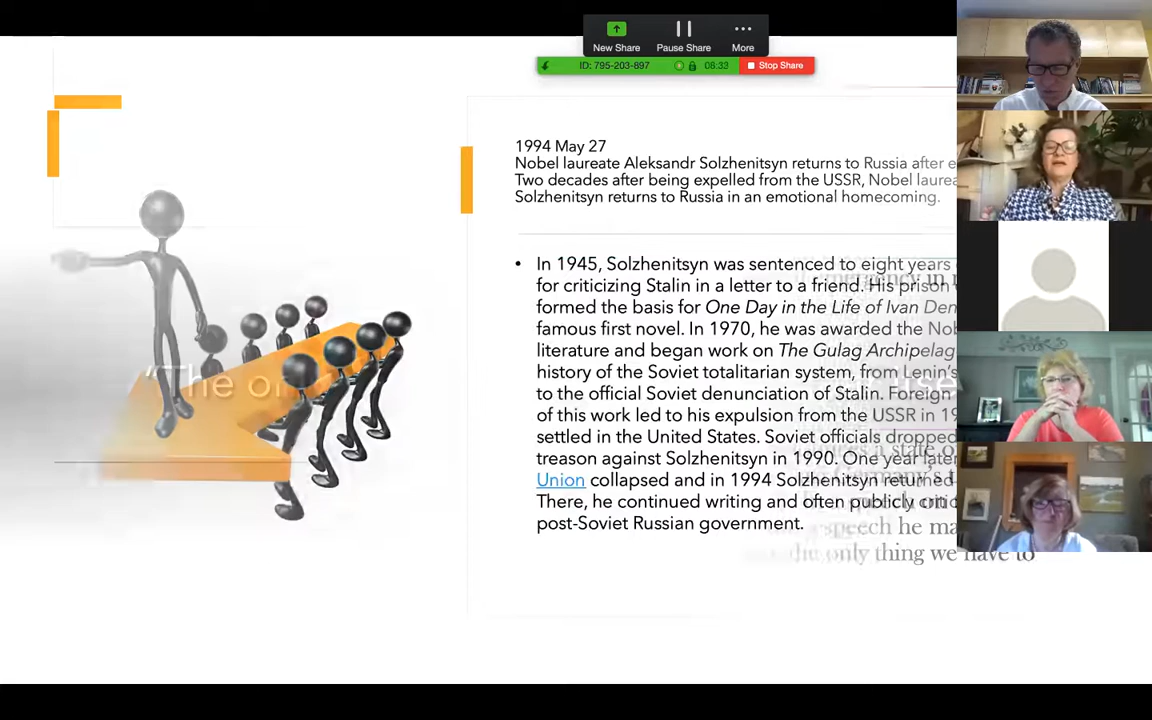 New Share
Pause Share
More
ID: 795-203-897
08:33
Stop Share
1994 May 27
Nobel laureate Aleksandr Solzhenitsyn returns to Russia after
Two decades after being expelled from the USSR, Nobel
Solzhenitsyn returns to Russia in an emotional homecoming.
• In 1945, Solzhenitsyn was sentenced to eight years
for criticizing Stalin in a letter to a friend. His prison
formed the basis for One Day in the Life of Ivan
famous first novel. In 1970, he was awarded the
literature and began work on The Gulag
history of the Soviet totalitarian system, from Lenin's
to the official Soviet denunciation of Stalin. Foreign
of this work led to his expulsion from the USSR in
settled in the United States. Soviet officials dropped
treason against Solzhenitsyn in 1990. One year later
Union collapsed and in 1994 Solzhenitsyn returned
There, he continued writing and often publicly
post-Soviet Russian government.
"The
emergency in
a state
Germany's
speech
speech he
the only thing we have to